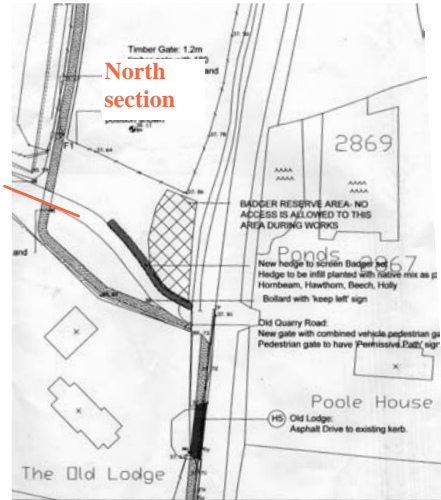 Timber Gate: 1.2m
North
section
F1
2869
BADGER RESERVE AREA- NO
ACCESS IS ALLOWED TO THIS
AREA DURING WORKS
Ponds
2867
New hedge to screen Badger set
Hedge to be infill planted with native mix as p
Hornbeam, Hawthorn, Beech, Holly
Bollard with 'keep left' sign
Old Quarry Road:
New gate with combined vehicle pedestrian ga
Pedestrian gate to have 'Permissive Path' sign
Poole House
H5 Old Lodge:
Asphalt Drive to existing kerb.
The Old Lodge